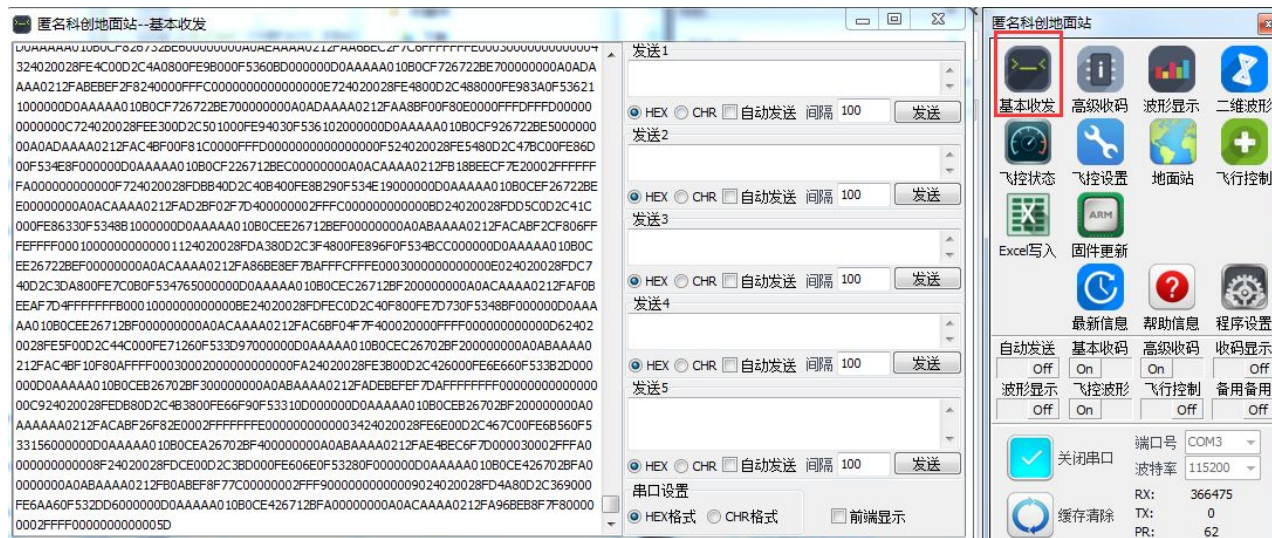 匿名科创地面站--基本收发
D0AAAAAA010B0CF826732BE600000000A0AEAAAA0212FAA6BEC2F7C6FFFFFFFE00030000000000004
324020028FE4C00D2C4A0800FE9B000F5360BD000000D0AAAAA010B0CF726722BE700000000A0ADA
AAA0212FABEBEF2F8240000FFFC0000000000000000E724020028FE4800D2C488000FE983A0F53621
1000000D0AAAAA010B0CF726722BE700000000A0ADAAAA0212FAA8BF00F80E0000FFFDFFFD00000
0000000C724020028FEE300D2C501000FE94030F536102000000D0AAAAA010B0CF926722BE5000000
00A0ADAAAA0212FAC4BF00F81C0000FFFD0000000000000000F524020028FE5480D2C47BC00FE86D
00F534E8F000000D0AAAAA010B0CF226712BEC00000000A0ACAAAA0212FB18BEECF7E20002FFFFFF
FA000000000000F724020028FDBB40D2C40B400FE8B290F534E19000000D0AAAAA010B0CEF26722BE
E00000000A0ACAAAA0212FAD2BF02F7D400000002FFFC0000000000000BD24020028FDD5C0D2C41C
000FE86330F5348B1000000D0AAAAA010B0CEE26712BEF00000000A0ABAAAA0212FACABF2CF806FF
FEFFFF00010000000000001124020028FDA380D2C3F4800FE896F0F534BCC000000D0AAAAA010B0C
EE26722BEF00000000A0ACAAAA0212FA86BE8EF7BAFFFCFFFE0003000000000000E024020028FDC7
40D2C3DA800FE7C0B0F534765000000D0AAAAA010B0CEC26712BF200000000A0ACAAAA0212FAF0B
EEAF7D4FFFFFFFB0001000000000000BE24020028FDFEC0D2C40F800FE7D730F5348BF000000D0AAA
AA010B0CEE26712BF000000000A0ACAAAA0212FAC6BF04F7F400020000FFFF000000000000D62402
0028FE5F00D2C44C000FE71260F533D97000000D0AAAAA010B0CEC26702BF200000000A0ABAAAA0
212FAC4BF10F80AFFFF0003000200000000000FA24020028FE3B00D2C426000FE6E660F533B2D000
000D0AAAAA010B0CEB26702BF300000000A0ABAAAA0212FADEBEFEF7DAFFFFFFFF00000000000000
00C924020028FEDB80D2C4B3800FE66F90F53310D000000D0AAAAA010B0CEB26702BF200000000A0
AAAAAA0212FACABF26F82E0002FFFFFFFE0000000000003424020028FE6E00D2C467C00FE6B560F5
33156000000D0AAAAA010B0CEA26702BF400000000A0ABAAAA0212FAE4BEC6F7D000030002FFFA0
000000000008F24020028FDCE00D2C3BD000FE606E0F53280F000000D0AAAAA010B0CE426702BFA0
0000000A0ABAAAA0212FB0ABEF8F77C00000002FFF900000000000009024020028FD4A80D2C369000
FE6AA60F532DD6000000D0AAAAA010B0CE426712BFA00000000A0ACAAAA0212FA96BEB8F7F80000
0002FFFF0000000000005D
发送1
HEX CHR 自动发送 间隔 100 发送
发送2
HEX CHR 自动发送 间隔 100 发送
发送3
HEX CHR 自动发送 间隔 100 发送
发送4
HEX CHR 自动发送 间隔 100 发送
发送5
HEX CHR 自动发送 间隔 100 发送
串口设置
HEX格式 CHR格式 前端显示
匿名科创地面站
基本收发 高级收码 波形显示 二维波形
飞控状态 飞控设置 地面站 飞行控制
ARM
Excel写入 固件更新
最新信息 帮助信息 程序设置
自动发送 基本收码 高级收码 收码显示
Off On On Off
波形显示 飞控波形 飞行控制 备用备用
Off On Off Off
关闭串口
端口号 COM3
波特率 115200
缓存清除
RX: 366475
TX: 0
PR: 62